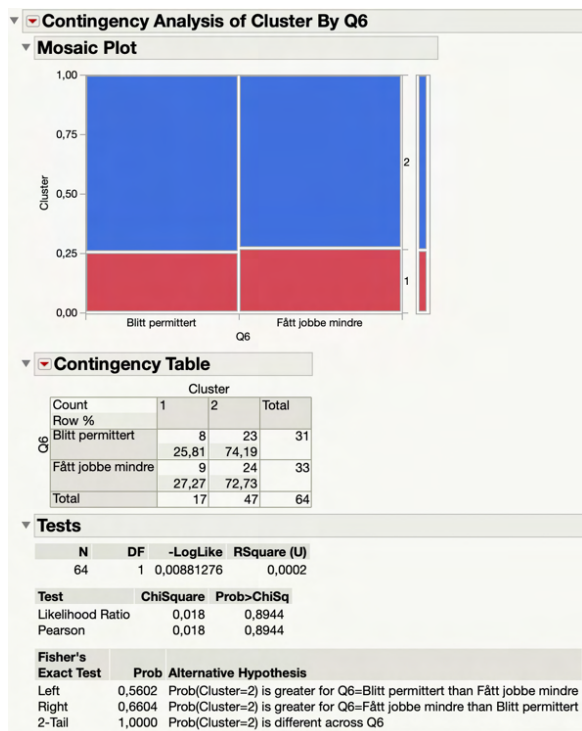 Contingency Analysis of Cluster By Q6
Mosaic Plot
1,00
0,75
0,50
0,25
0,00
Cluster
2
1
Blitt permittert Fått jobbe mindre
Q6
Contingency Table
Cluster
Count 1 2 Total
Row %
Q6
Blitt permittert 8 23 31
25,81 74,19
Fått jobbe mindre 9 24 33
27,27 72,73
Total 17 47 64
Tests
N DF -LogLike RSquare (U)
64 1 0,00881276 0,0002
Test ChiSquare Prob>ChiSq
Likelihood Ratio 0,018 0,8944
Pearson 0,018 0,8944
Fisher's
Exact Test Prob Alternative Hypothesis
Left 0,5602 Prob(Cluster=2) is greater for Q6=Blitt permittert than Fått jobbe mindre
Right 0,6604 Prob(Cluster=2) is greater for Q6=Fått jobbe mindre than Blitt permittert
2-Tail 1,0000 Prob(Cluster=2) is different across Q6